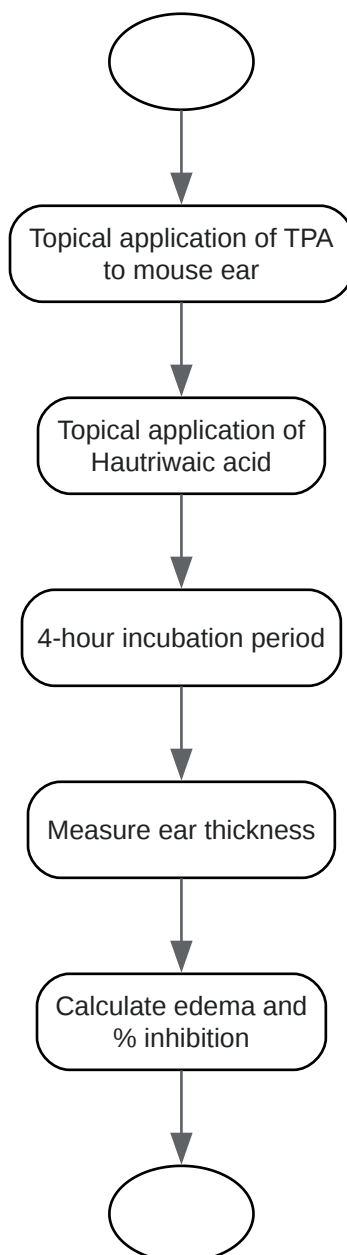 Topical application of TPA
to mouse ear
Topical application of
Hautriwaic acid
4-hour incubation period
Measure ear thickness
Calculate edema and
% inhibition